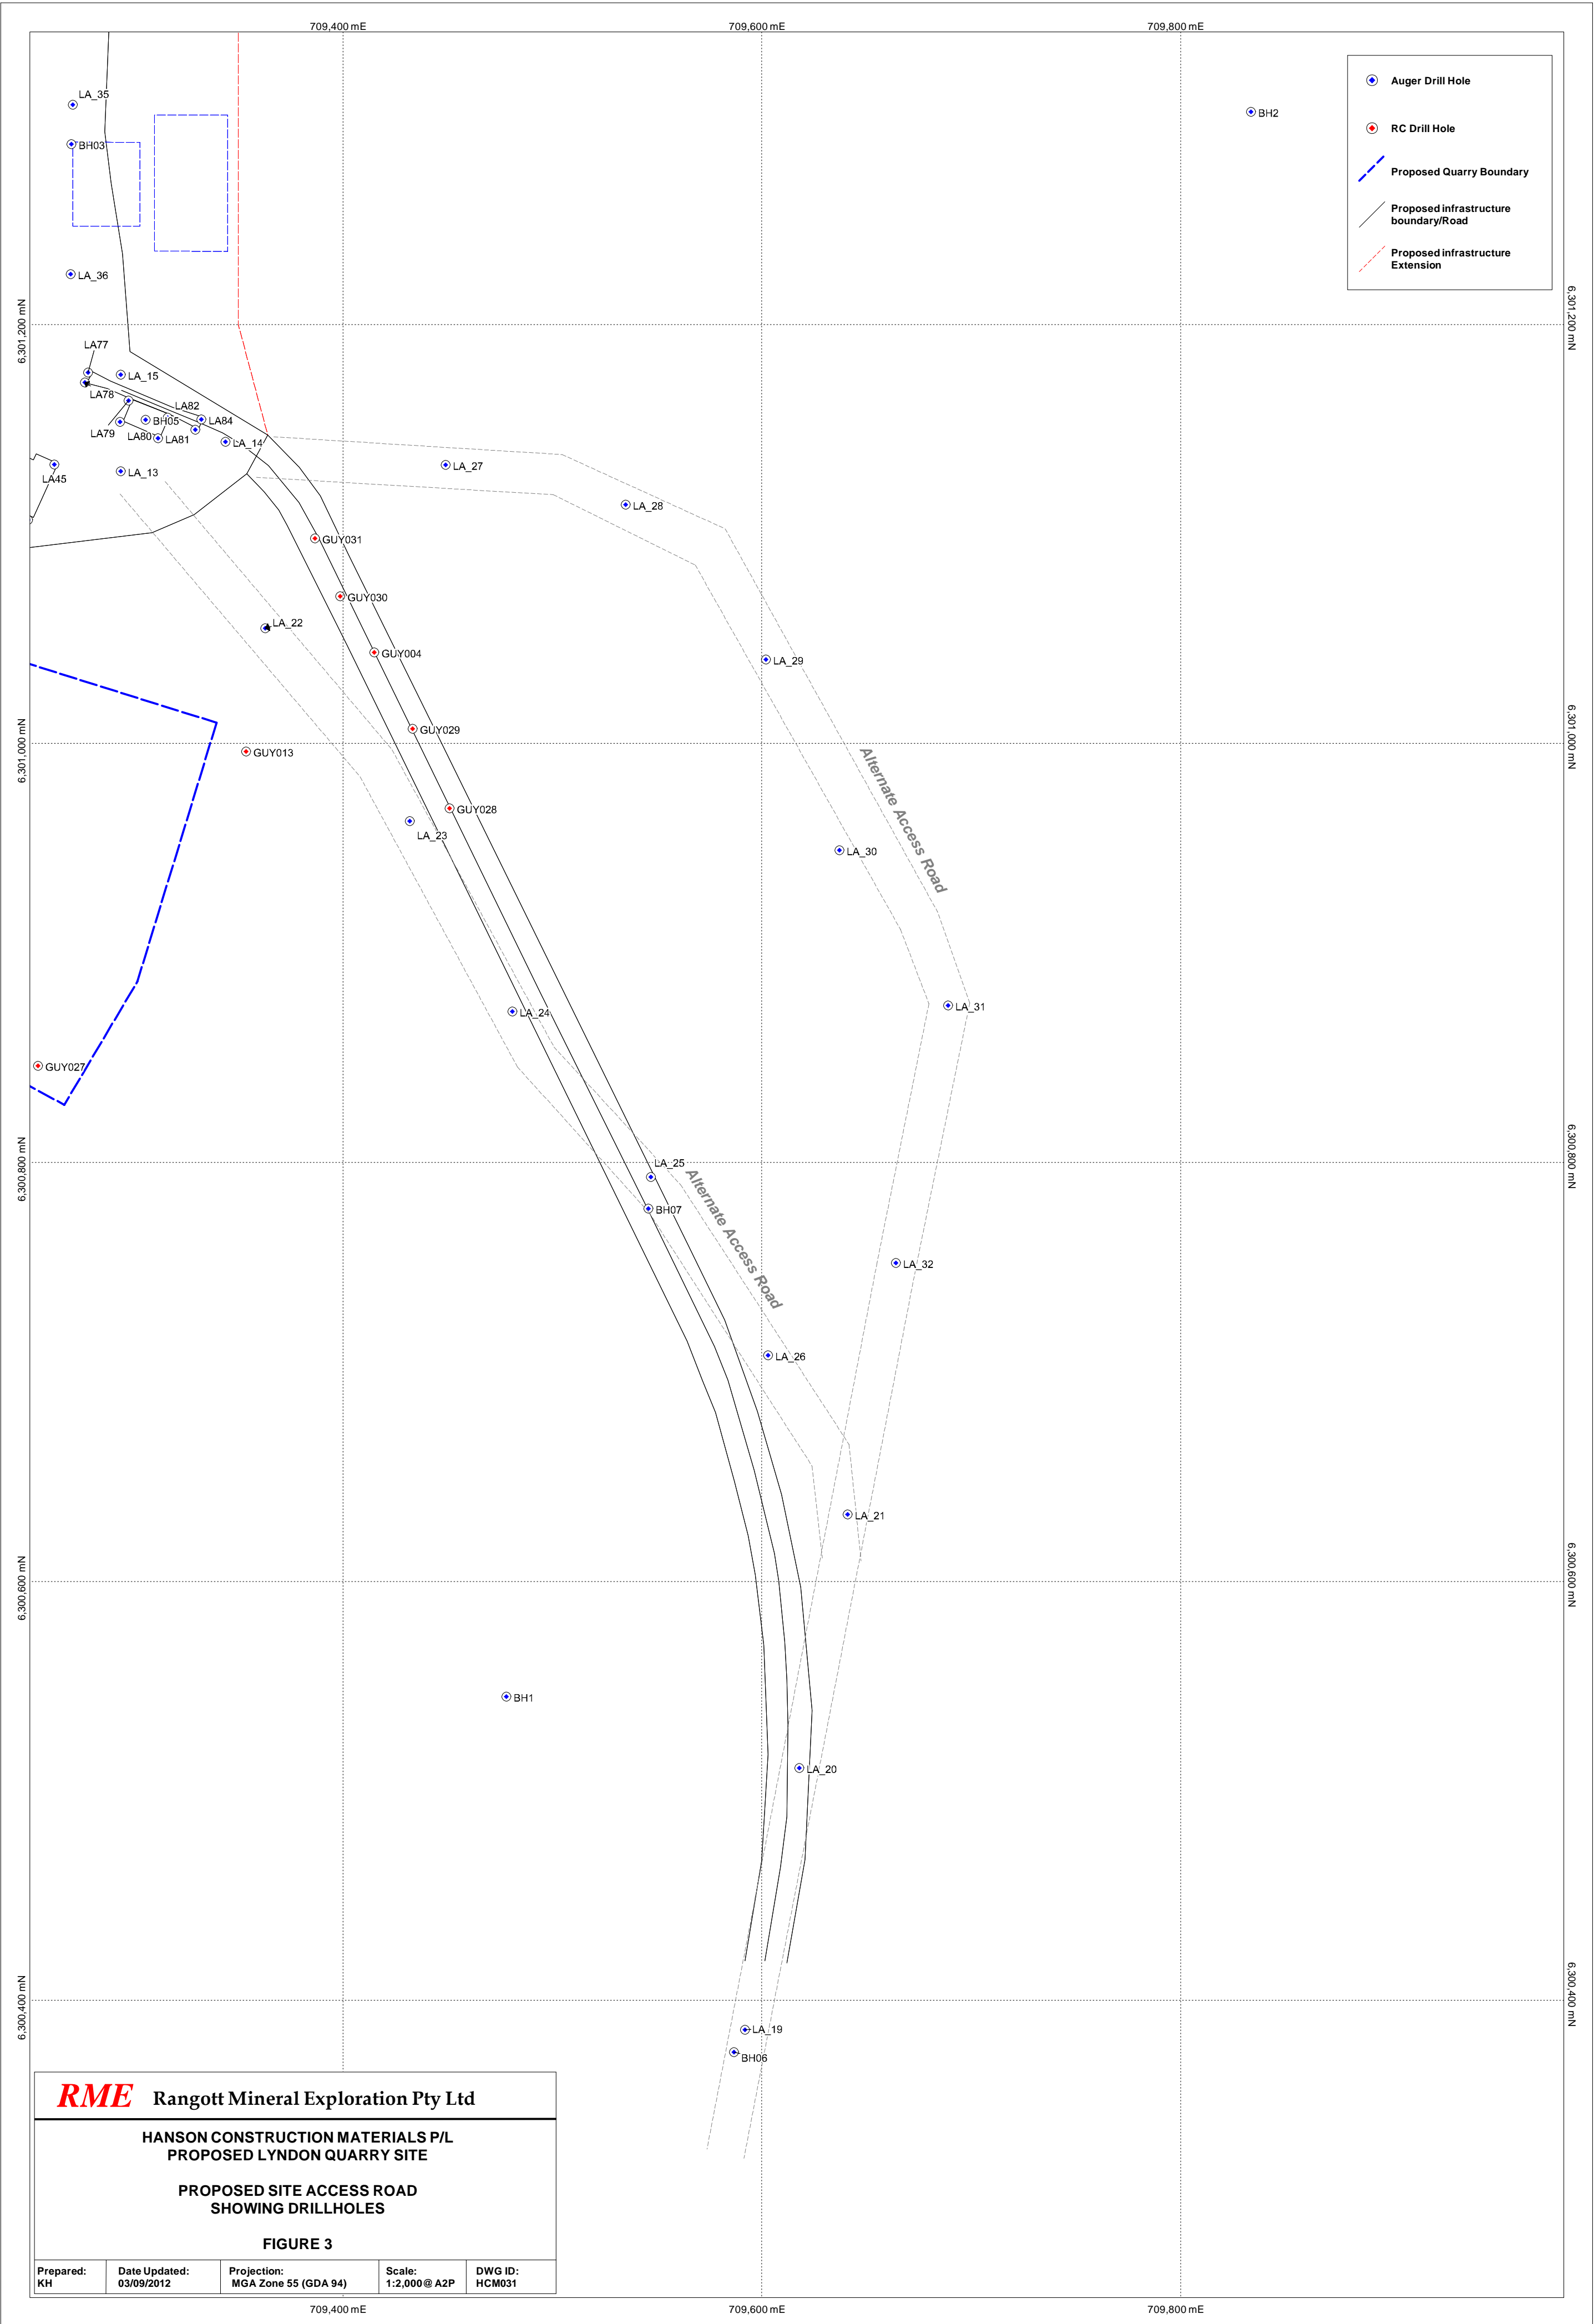 709,400 mE
709,600 mE
709,800 mE
LA_35
BH03
LA_36
BH2
Auger Drill Hole
RC Drill Hole
Proposed Quarry Boundary
Proposed infrastructure
boundary/Road
Proposed infrastructure
Extension
6,301,200 mN
6,301,200 mN
LA77
LA_15
LA78
LA82
BH05
LA84
LA79
LA80
LA81
LA_14
LA45
LA_13
LA_27
LA_28
GUY031
GUY030
LA_22
GUY004
LA_29
GUY029
GUY013
6,301,000 mN
6,301,000 mN
Alternate Access Road
GUY028
LA_23
LA_30
LA_31
LA_24
GUY027
6,300,800 mN
6,300,800 mN
LA_25
BH07
Alternate Access Road
LA_32
LA_26
LA_21
6,300,600 mN
6,300,600 mN
BH1
LA_20
6,300,400 mN
6,300,400 mN
LA_19
BH06
RME Rangott Mineral Exploration Pty Ltd
HANSON CONSTRUCTION MATERIALS P/L
PROPOSED LYNDON QUARRY SITE
PROPOSED SITE ACCESS ROAD
SHOWING DRILLHOLES
FIGURE 3
Prepared: Date Updated: Projection: Scale: DWG ID:
KH 03/09/2012 MGA Zone 55 (GDA 94) 1:2,000 @ A2P HCM031
709,400 mE
709,600 mE
709,800 mE